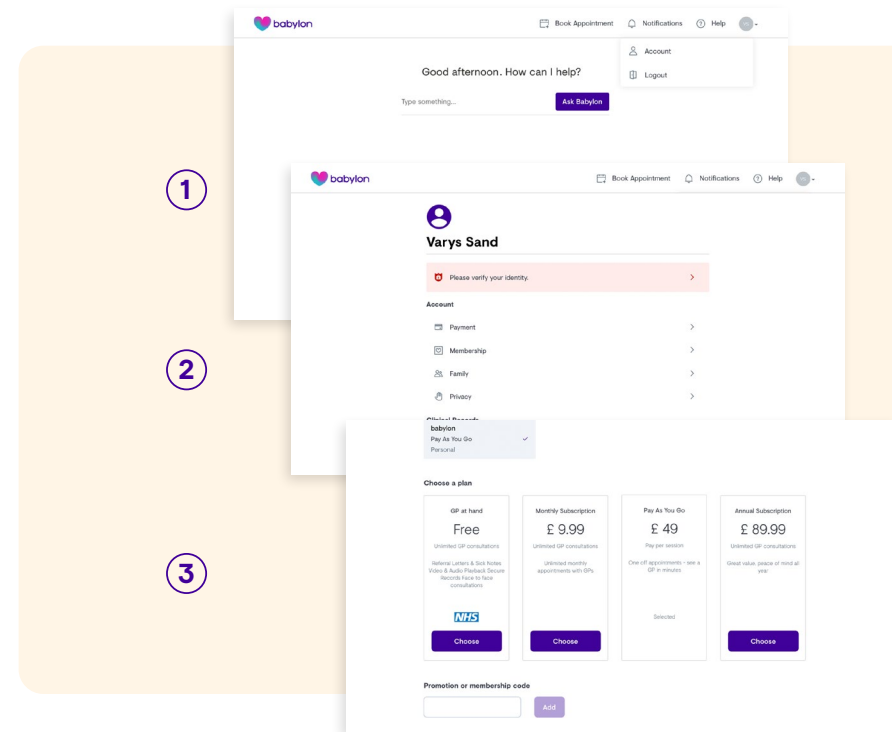 babylon
Book Appointment
Notifications
Help
Account
Logout
Good afternoon. How can I help?
Type something...
Ask Babylon
1
babylon
Book Appointment
Notifications
Help
Varys Sand
Please verify your identity.
Account
Payment
2
Membership
Family
Privacy
Clinical Records
babylon
Pay As You Go
Personal
Choose a plan
GP at hand
Free
Unlimited GP consultations
Referral Letters & Sick Notes
Video & Audio Playback Secure
Records Face to face
consultations
NHS
Choose
Monthly Subscription
£ 9.99
Unlimited GP consultations
Unlimited monthly
appointments with GPs
Choose
Pay As You Go
£ 49
Pay per session
One off appointments - see a
GP in minutes
Selected
Annual Subscription
£ 89.99
Unlimited GP consultations
Great value, peace of mind all
year
Choose
3
Promotion or membership code
Add